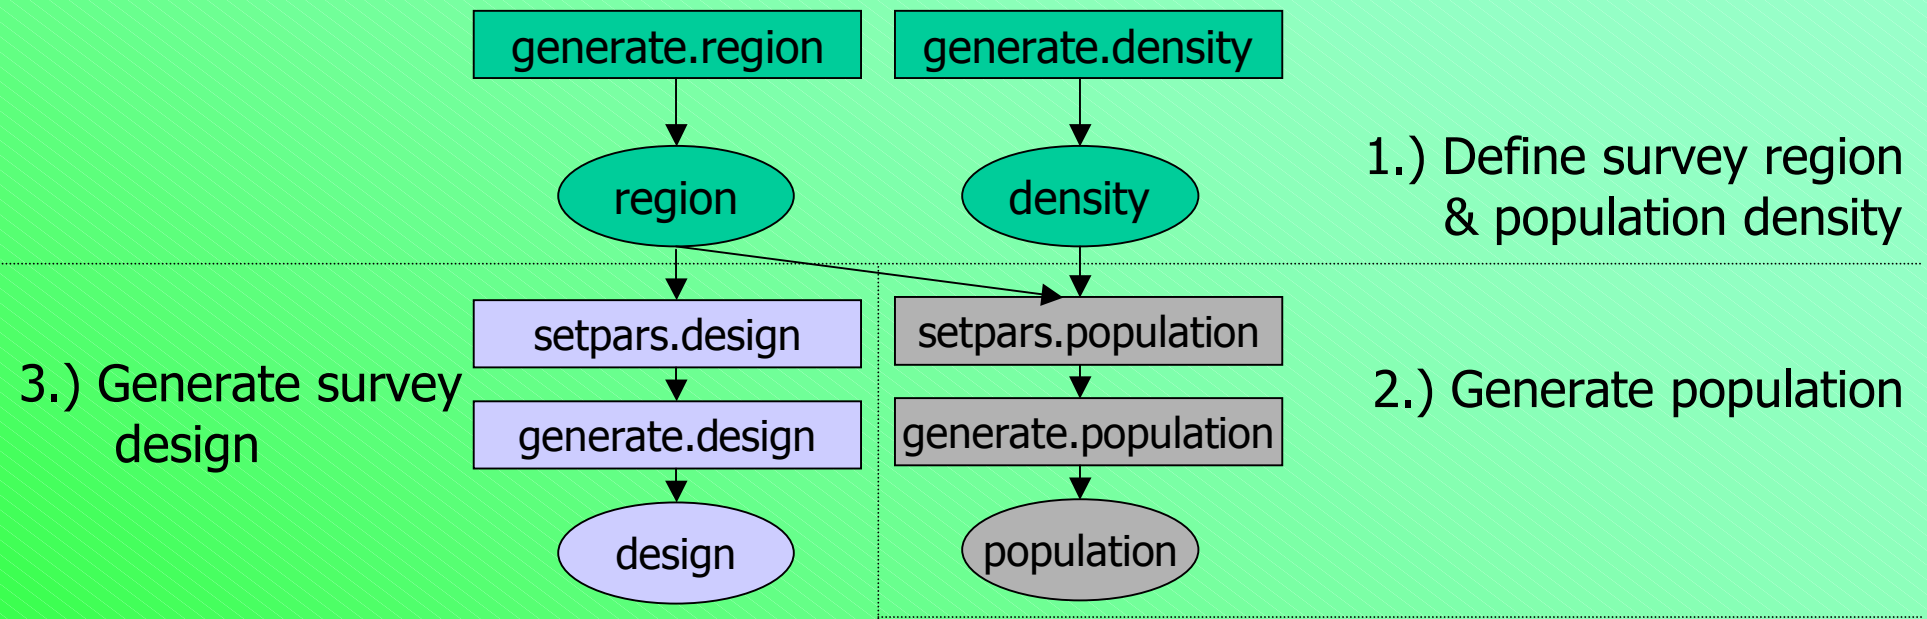 generate.region
generate.density
region
density
1.) Define survey region
& population density
setpars.design
setpars.population
3.) Generate survey
design
2.) Generate population
generate.design
generate.population
design
population